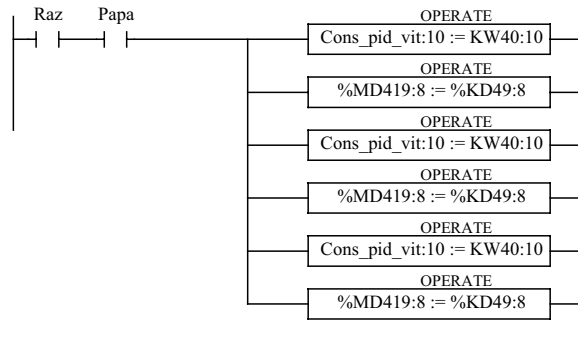 Raz Papa OPERATE
Cons_pid_vit:10 := KW40:10
OPERATE
%MD419:8 := %KD49:8
OPERATE
Cons_pid_vit:10 := KW40:10
OPERATE
%MD419:8 := %KD49:8
OPERATE
Cons_pid_vit:10 := KW40:10
OPERATE
%MD419:8 := %KD49:8